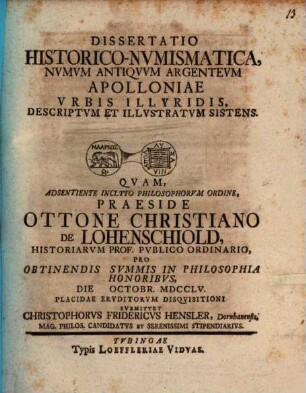 13
DISSERTATIO
HISTORICO-NVMISMATICA,
NVMVM ANTIQVVM ARGENTEVM
APOLLONIAE
VRBIS ILLYRIDIS,
DESCRIPTVM ET ILLVSTRATVM SISTENS.
QVAM,
ADSENTIENTE INCLYTO PHILOSOPHORVM ORDINE,
PRAESIDE
OTTONE CHRISTIANO
DE LOHENSCHIOLD,
HISTORIARVM PROF. PVBLICO ORDINARIO,
PRO
OBTINENDIS SVMMIS IN PHILOSOPHIA
HONORIBVS,
DIE OCTOBR. MDCCLV.
PLACIDAE ERVDITORVM DISQVISITIONI
SVBMITTET
CHRISTOPHORVS FRIDERICVS HENSLER, Dornhanensis,
MAG. PHILOS. CANDIDATVS ET SERENISSIMI STIPENDIARIVS.
TVBINGAE
Typis LOEFFLERIAE VIDVAE.